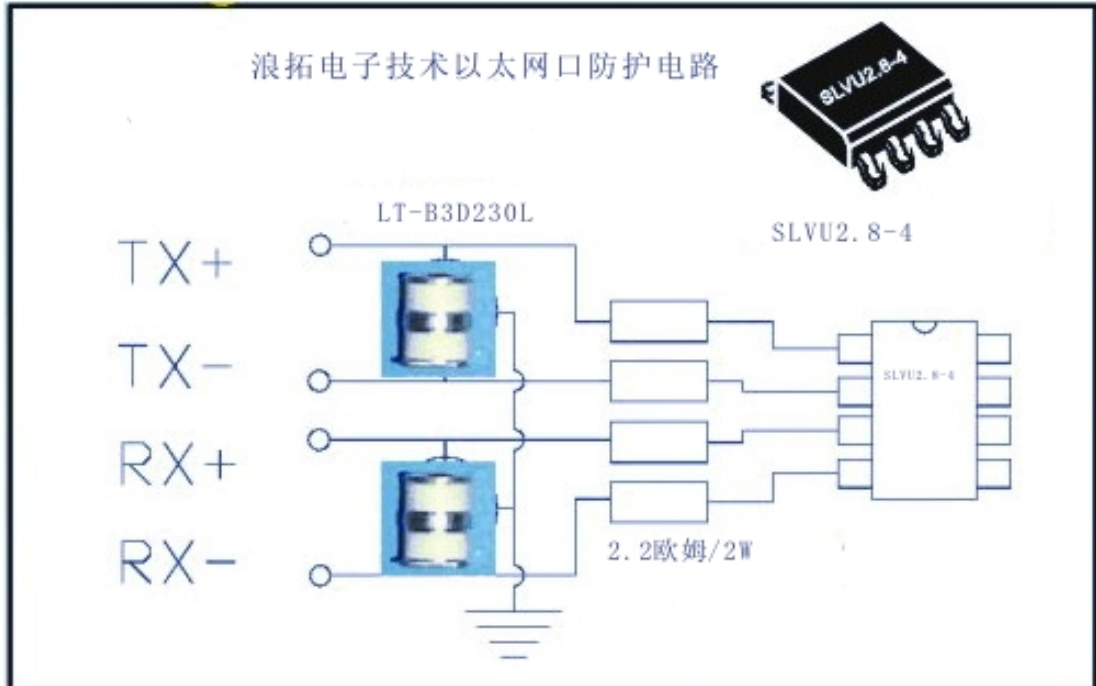 浪拓电子技术以太网口防护电路
SLVU2.8-4
LT-B3D230L
SLVU2.8-4
TX+
TX-
RX+
RX-
SLVU2.8-4
2.2欧姆/2W